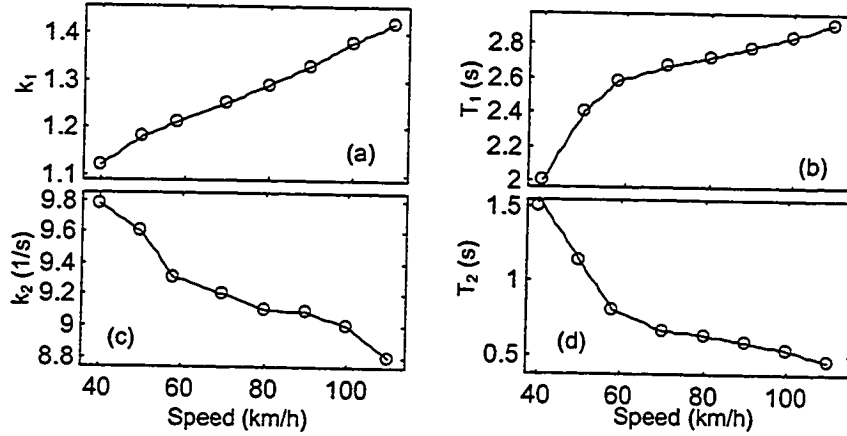 1.4
1.3
1.2
1.1
k1
(a)
2.8
2.6
2.4
2.2
2
T1 (s)
(b)
9.8
9.6
9.4
9.2
9
8.8
k2 (1/s)
(c)
40 60 80 100
Speed (km/h)
1.5
1
0.5
T2 (s)
(d)
40 60 80 100
Speed (km/h)